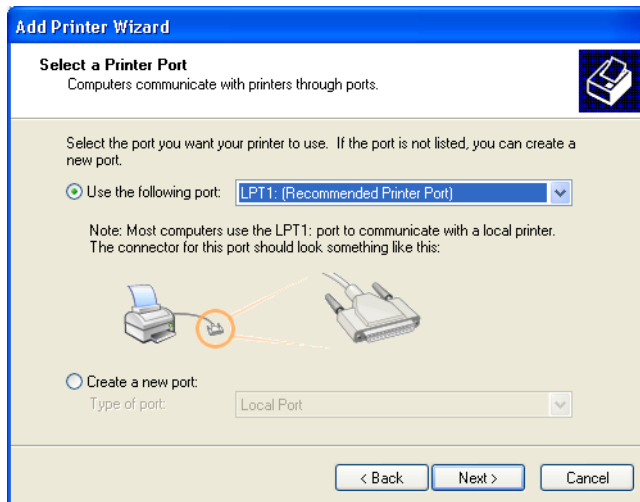 Add Printer Wizard
Select a Printer Port
Computers communicate with printers through ports.
Select the port you want your printer to use. If the port is not listed, you can create a
new port.
Use the following port: LPT1: (Recommended Printer Port)
Note: Most computers use the LPT1: port to communicate with a local printer.
The connector for this port should look something like this:
Create a new port:
Type of port: Local Port
< Back Next > Cancel